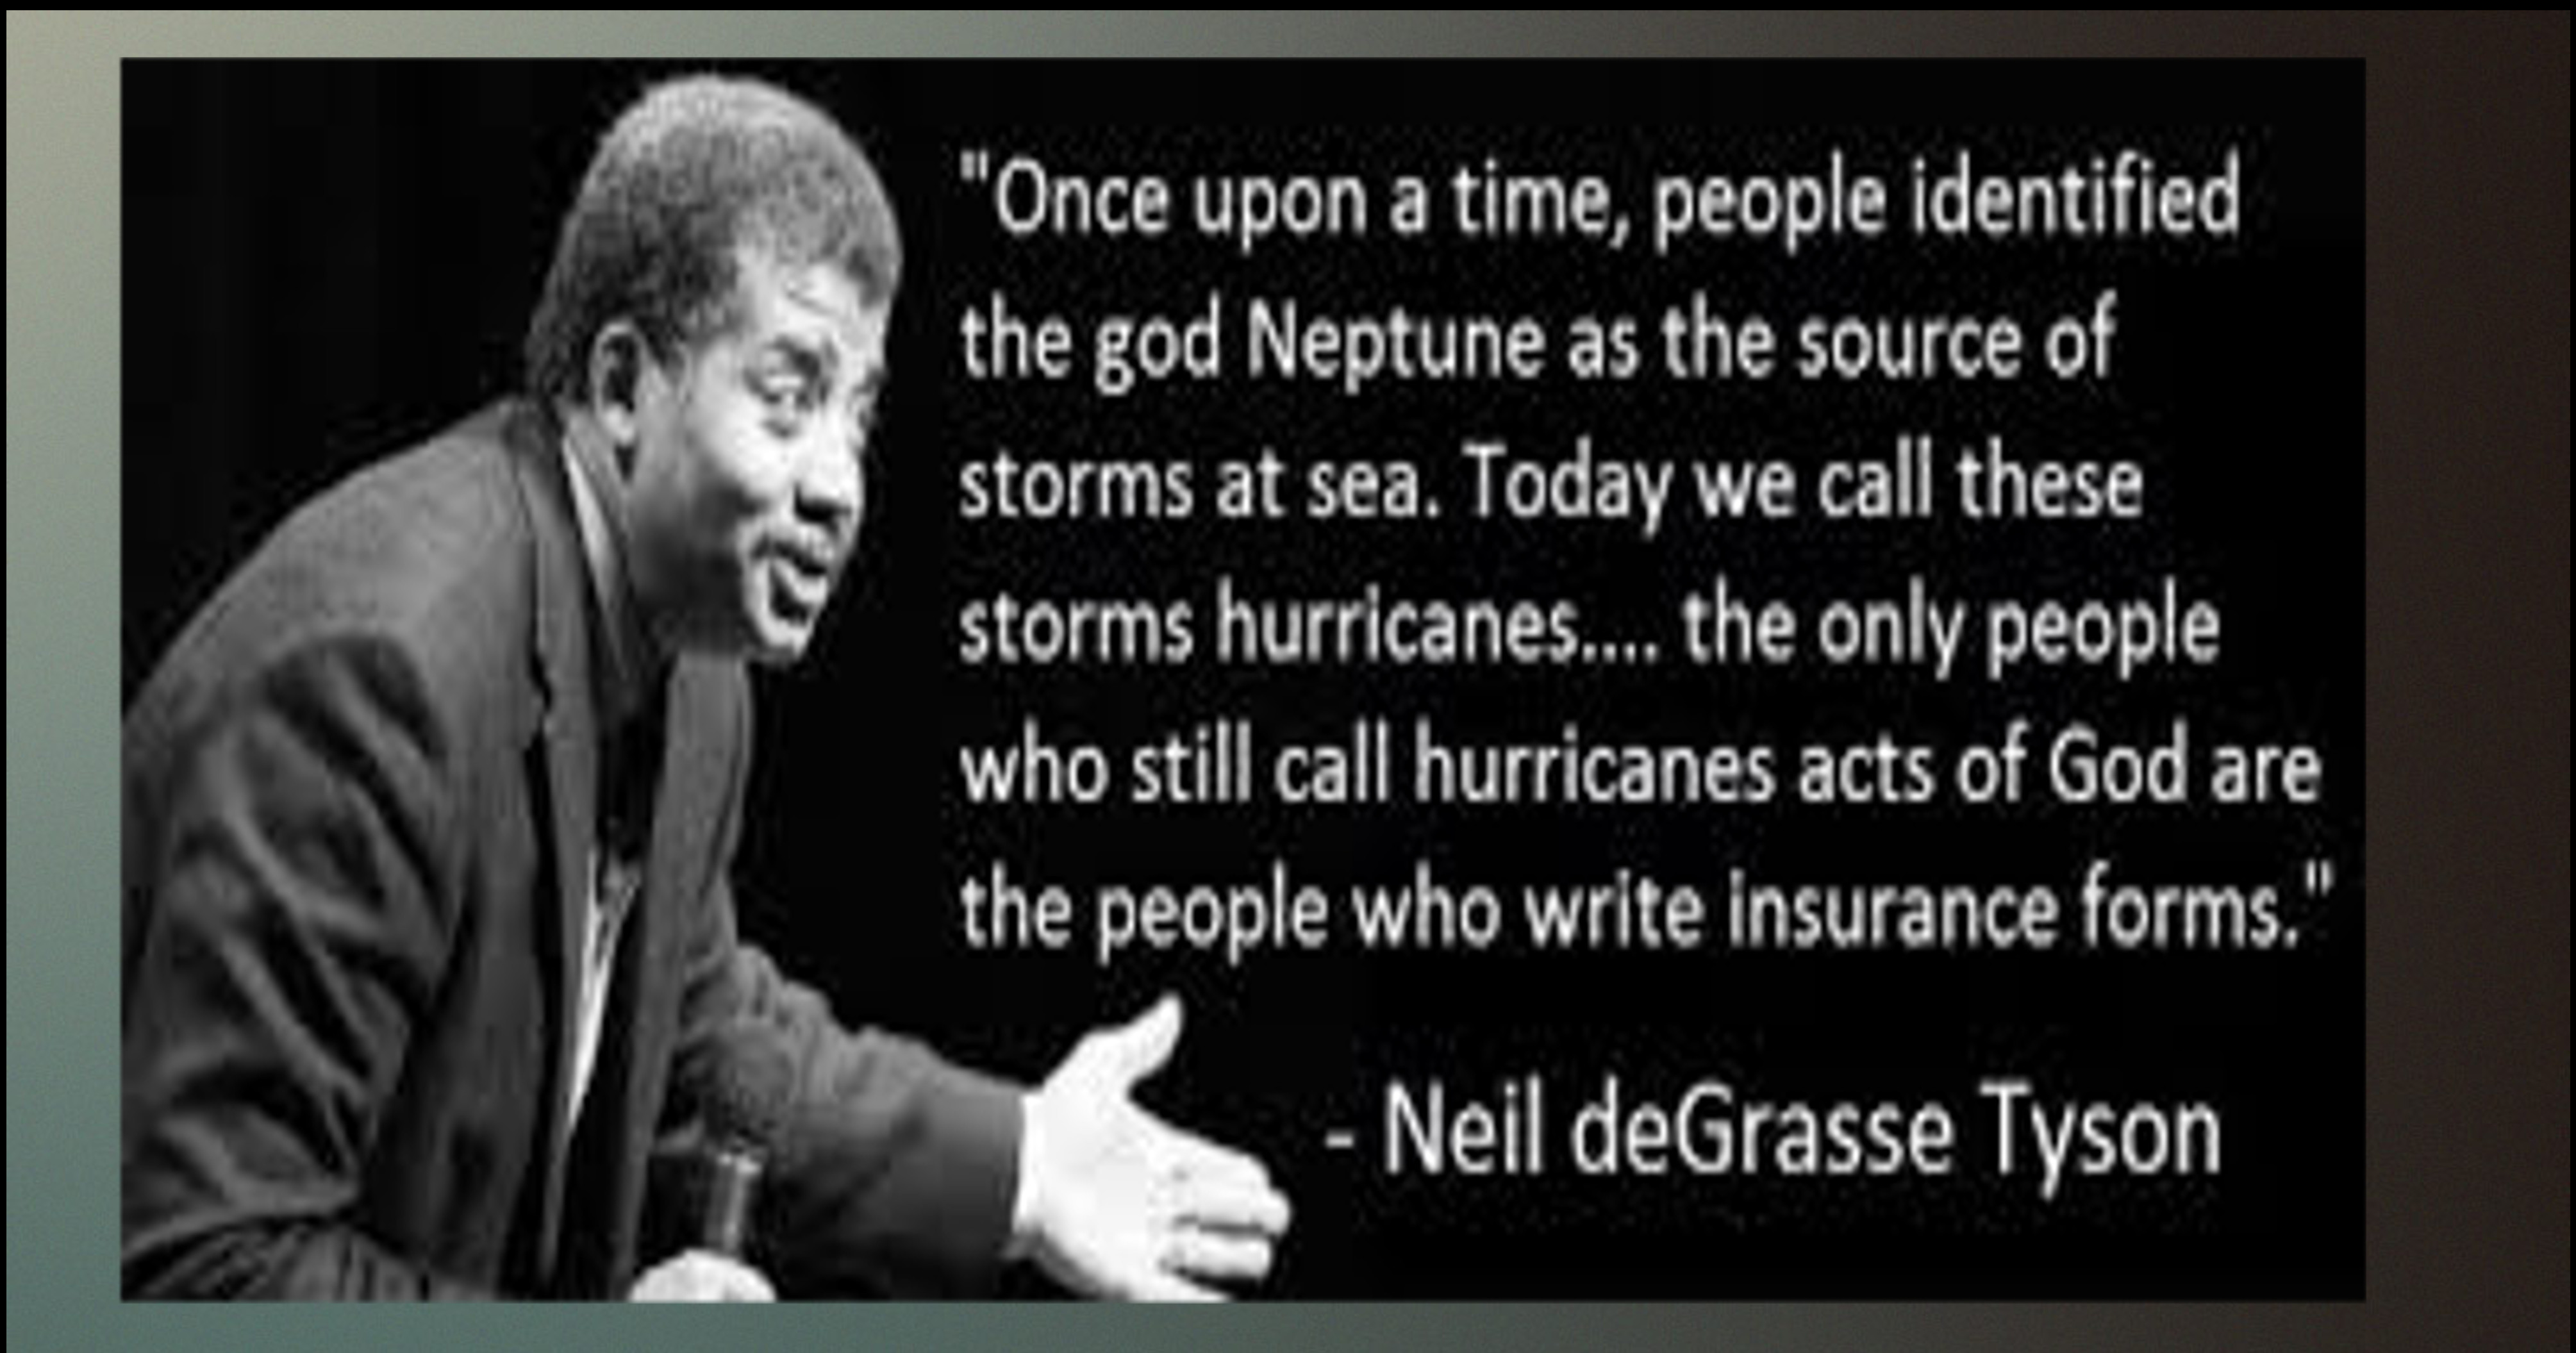 "Once upon a time, people identified
the god Neptune as the source of
storms at sea. Today we call these
storms hurricanes.... the only people
who still call hurricanes acts of God are
the people who write insurance forms."
- Neil deGrasse Tyson